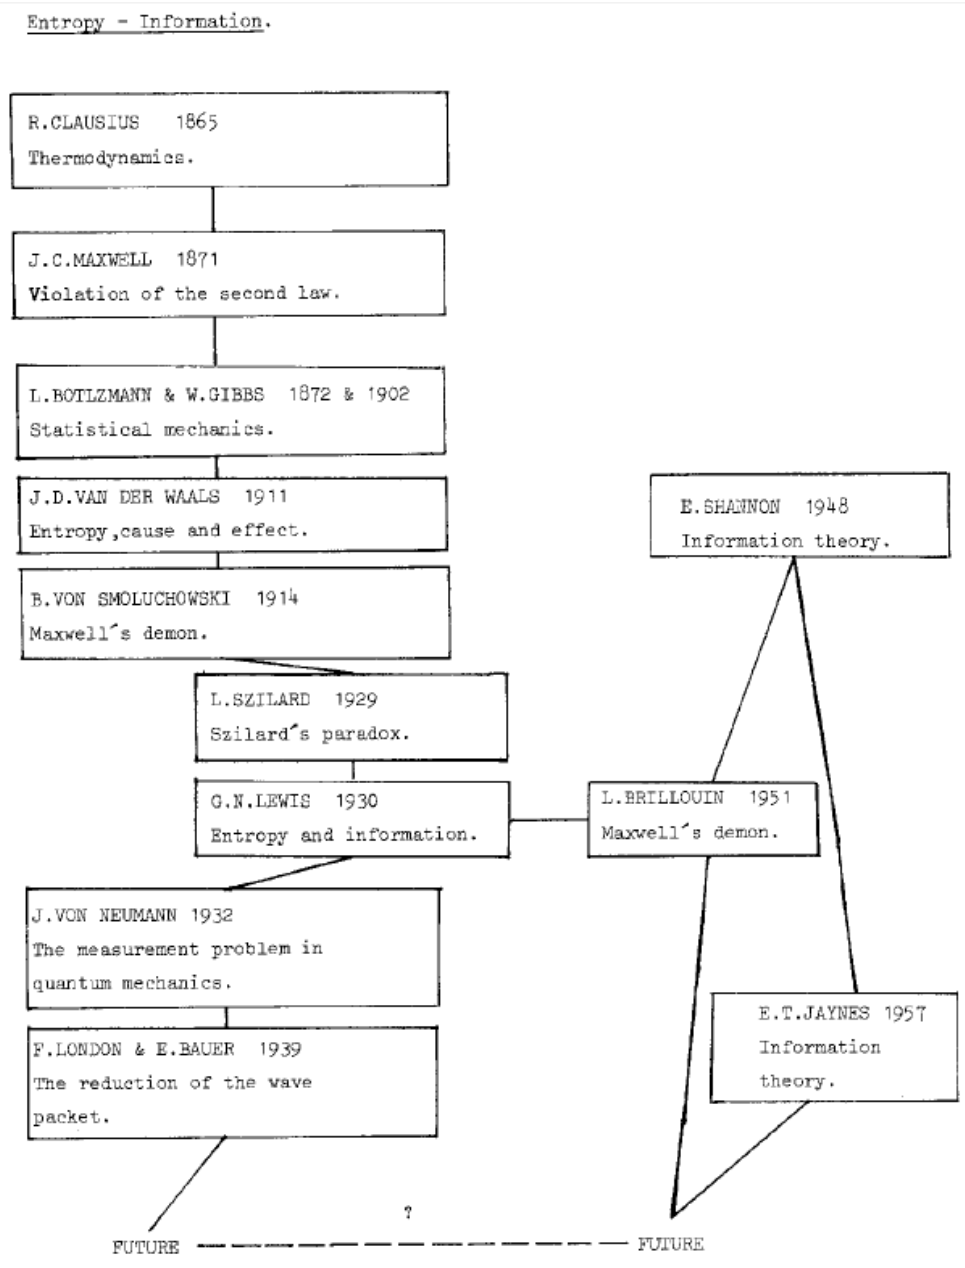 Entropy - Information.
R.CLAUSIUS 1865
Thermodynamics.
J.C.MAXWELL 1871
Violation of the second law.
L.BOTLZMANN & W.GIBBS 1872 & 1902
Statistical mechanics.
J.D.VAN DER WAALS 1911
Entropy,cause and effect.
E.SHANNON 1948
Information theory.
B.VON SMOLUCHOWSKI 1914
Maxwell´s demon.
L.SZILARD 1929
Szilard´s paradox.
G.N.LEWIS 1930
Entropy and information.
L.BRILLOUIN 1951
Maxwell´s demon.
J.VON NEUMANN 1932
The measurement problem in
quantum mechanics.
E.T.JAYNES 1957
Information
theory.
F.LONDON & E.BAUER 1939
The reduction of the wave
packet.
?
FUTURE
FUTURE